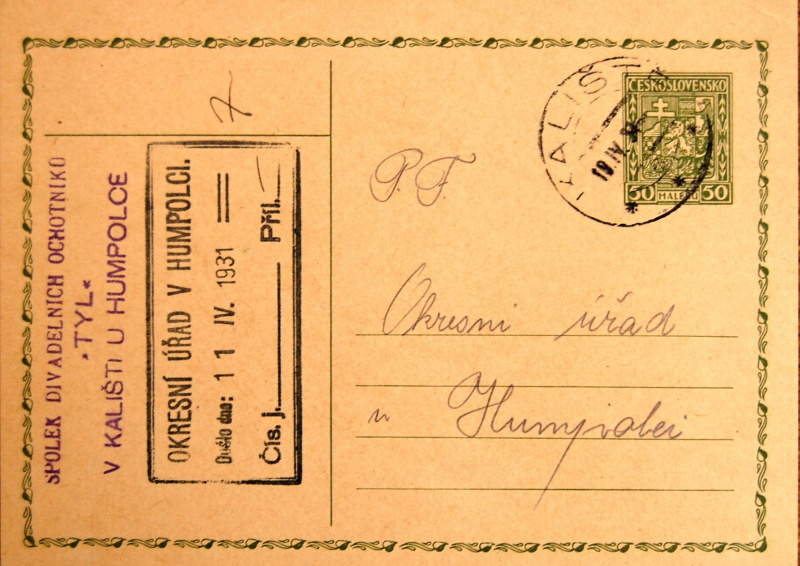 SPOLEK DIVADELNÍCH OCHOTNÍKŮ
"TYL"
V KALIŠTI U HUMPOLCE
OKRESNÍ ÚŘAD V HUMPOLCI.
Došlo dne: 11 IV. 1931
Čís. j. Příl.
KALIŠTĚ
ČESKOSLOVENSKO
50 HALÉŘŮ 50
P. F.
Okresní úřad
v Humpolci